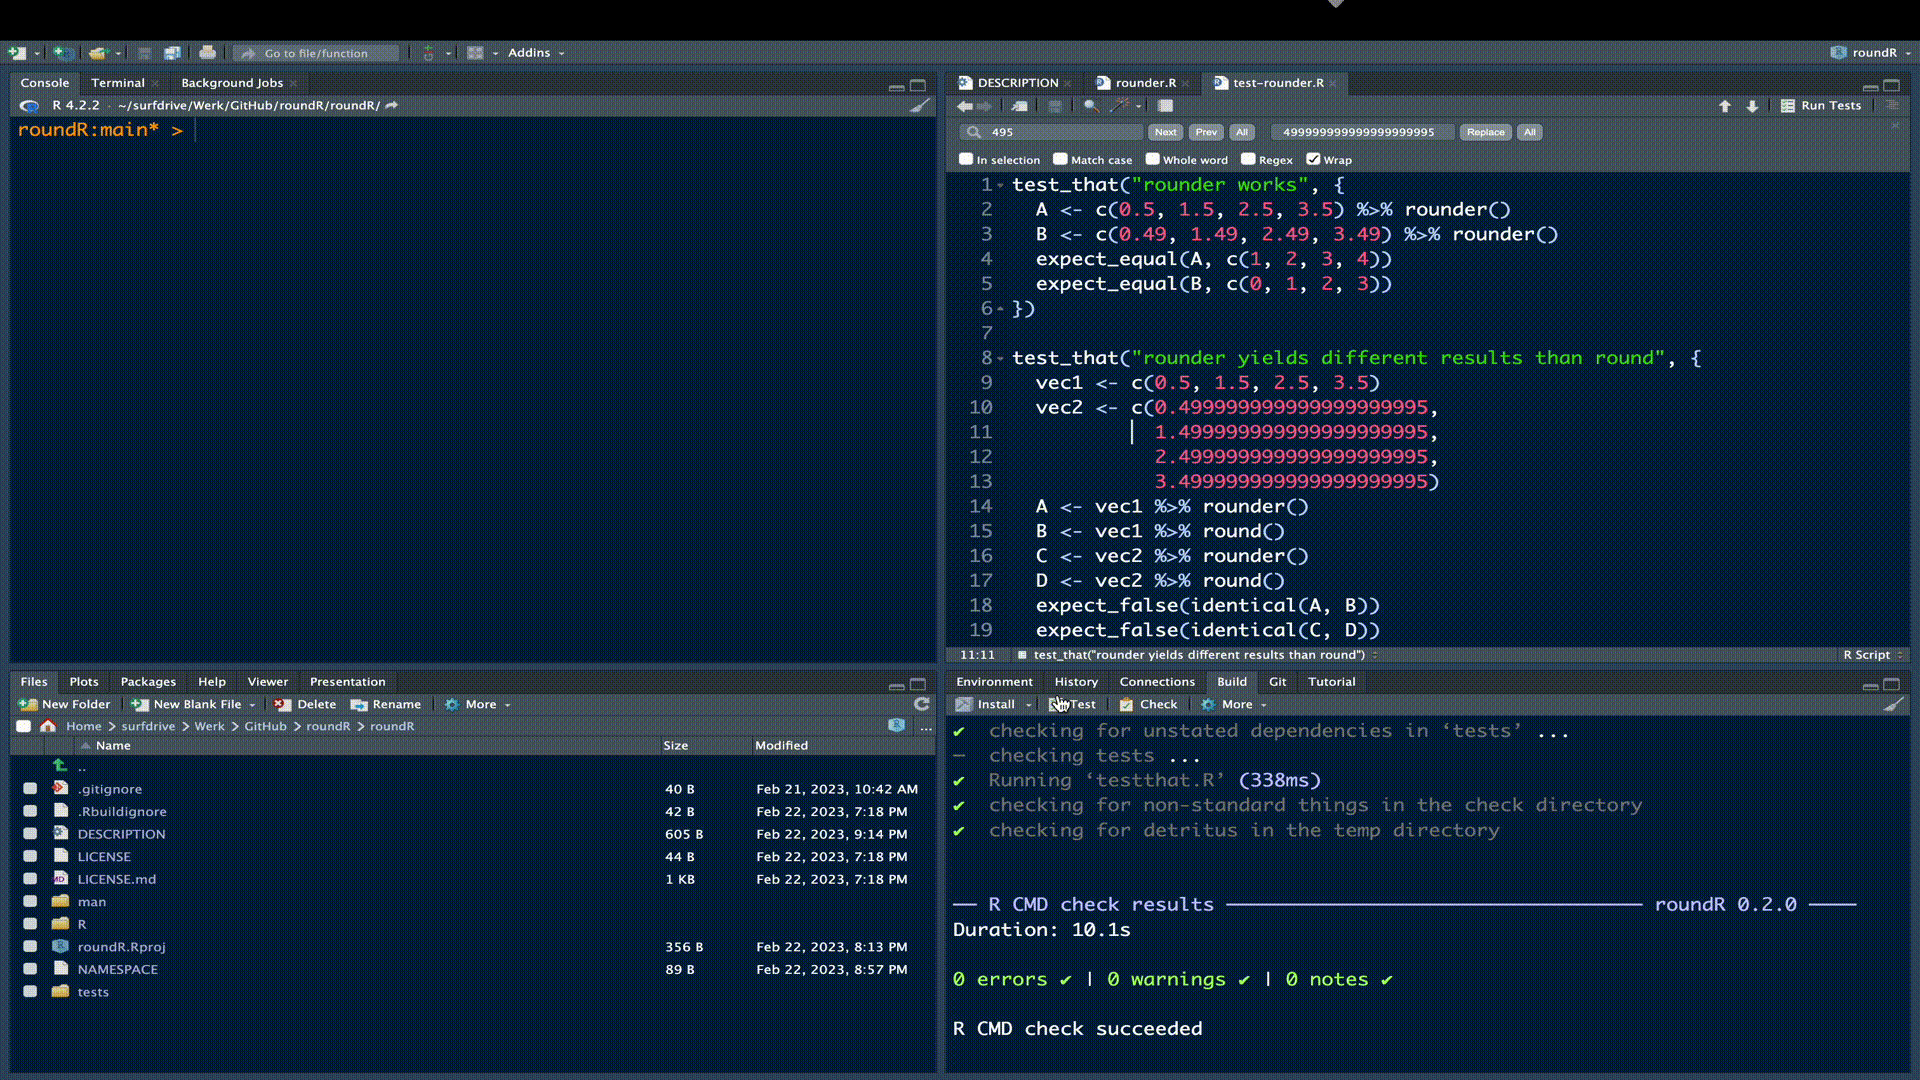 Go to file/function
Addins
roundR
Console Terminal Background Jobs
R 4.2.2 · ~/surfdrive/Werk/GitHub/roundR/roundR/
roundR:main* >
DESCRIPTION rounder.R test-rounder.R
Run Tests
495 Next Prev All 499999999999999999995 Replace All
In selection Match case Whole word Regex Wrap
1 test_that("rounder works", {
2 A <- c(0.5, 1.5, 2.5, 3.5) %>% rounder()
3 B <- c(0.49, 1.49, 2.49, 3.49) %>% rounder()
4 expect_equal(A, c(1, 2, 3, 4))
5 expect_equal(B, c(0, 1, 2, 3))
6 })
7
8 test_that("rounder yields different results than round", {
9 vec1 <- c(0.5, 1.5, 2.5, 3.5)
10 vec2 <- c(0.499999999999999999995,
11 1.499999999999999999995,
12 2.499999999999999999995,
13 3.499999999999999999995)
14 A <- vec1 %>% rounder()
15 B <- vec1 %>% round()
16 C <- vec2 %>% rounder()
17 D <- vec2 %>% round()
18 expect_false(identical(A, B))
19 expect_false(identical(C, D))
11:11 test_that("rounder yields different results than round") R Script
Files Plots Packages Help Viewer Presentation
New Folder New Blank File Delete Rename More
Home > surfdrive > Werk > GitHub > roundR > roundR ...
Name Size Modified
..
.gitignore 40 B Feb 21, 2023, 10:42 AM
.Rbuildignore 42 B Feb 22, 2023, 7:18 PM
DESCRIPTION 605 B Feb 22, 2023, 9:14 PM
LICENSE 44 B Feb 22, 2023, 7:18 PM
LICENSE.md 1 KB Feb 22, 2023, 7:18 PM
man
R
roundR.Rproj 356 B Feb 22, 2023, 8:13 PM
NAMESPACE 89 B Feb 22, 2023, 8:57 PM
tests
Environment History Connections Build Git Tutorial
Install Test Check More
✔ checking for unstated dependencies in ‘tests’ ...
─ checking tests ...
✔ Running ‘testthat.R’ (338ms)
✔ checking for non-standard things in the check directory
✔ checking for detritus in the temp directory
── R CMD check results ── roundR 0.2.0 ──
Duration: 10.1s
0 errors ✔ | 0 warnings ✔ | 0 notes ✔
R CMD check succeeded